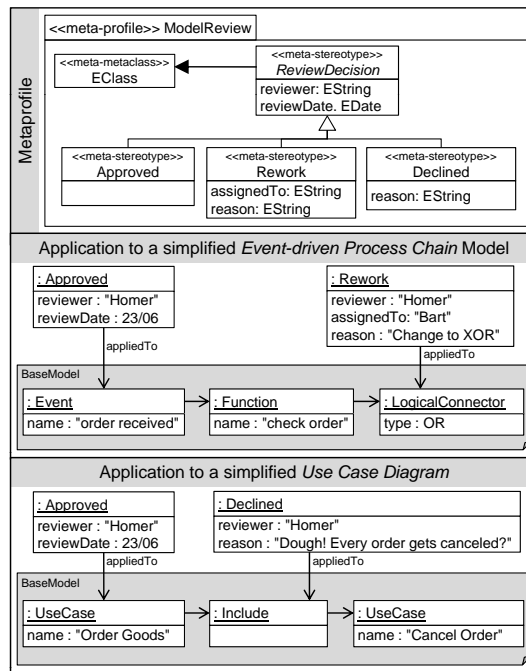 Metaprofile
<<meta-profile>> ModelReview
<<meta-metaclass>>
EClass
<<meta-stereotype>>
ReviewDecision
reviewer: EString
reviewDate. EDate
<<meta-stereotype>>
Approved
<<meta-stereotype>>
Rework
assignedTo: EString
reason: EString
<<meta-stereotype>>
Declined
reason: EString
Application to a simplified Event-driven Process Chain Model
: Approved
reviewer : "Homer"
reviewDate : 23/06
: Rework
reviewer : "Homer"
assignedTo: "Bart"
reason : "Change to XOR"
appliedTo
appliedTo
BaseModel
: Event
name : "order received"
: Function
name : "check order"
: LogicalConnector
type : OR
Application to a simplified Use Case Diagram
: Approved
reviewer : "Homer"
reviewDate : 23/06
: Declined
reviewer : "Homer"
reason : "Dough! Every order gets canceled?"
appliedTo
appliedTo
BaseModel
: UseCase
name : "Order Goods"
: Include
: UseCase
name : "Cancel Order"